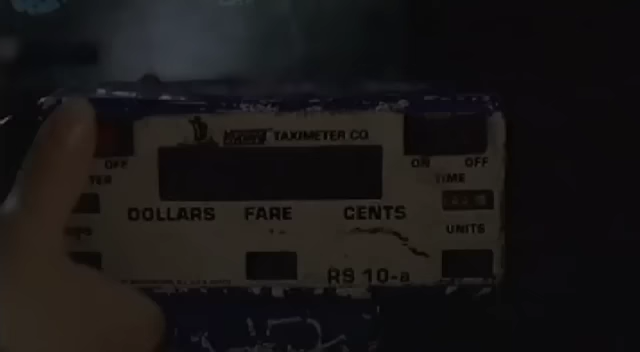 TAXIMETER CO.
OFF
ON OFF
TIME
DOLLARS FARE CENTS
UNITS
RS 10-a